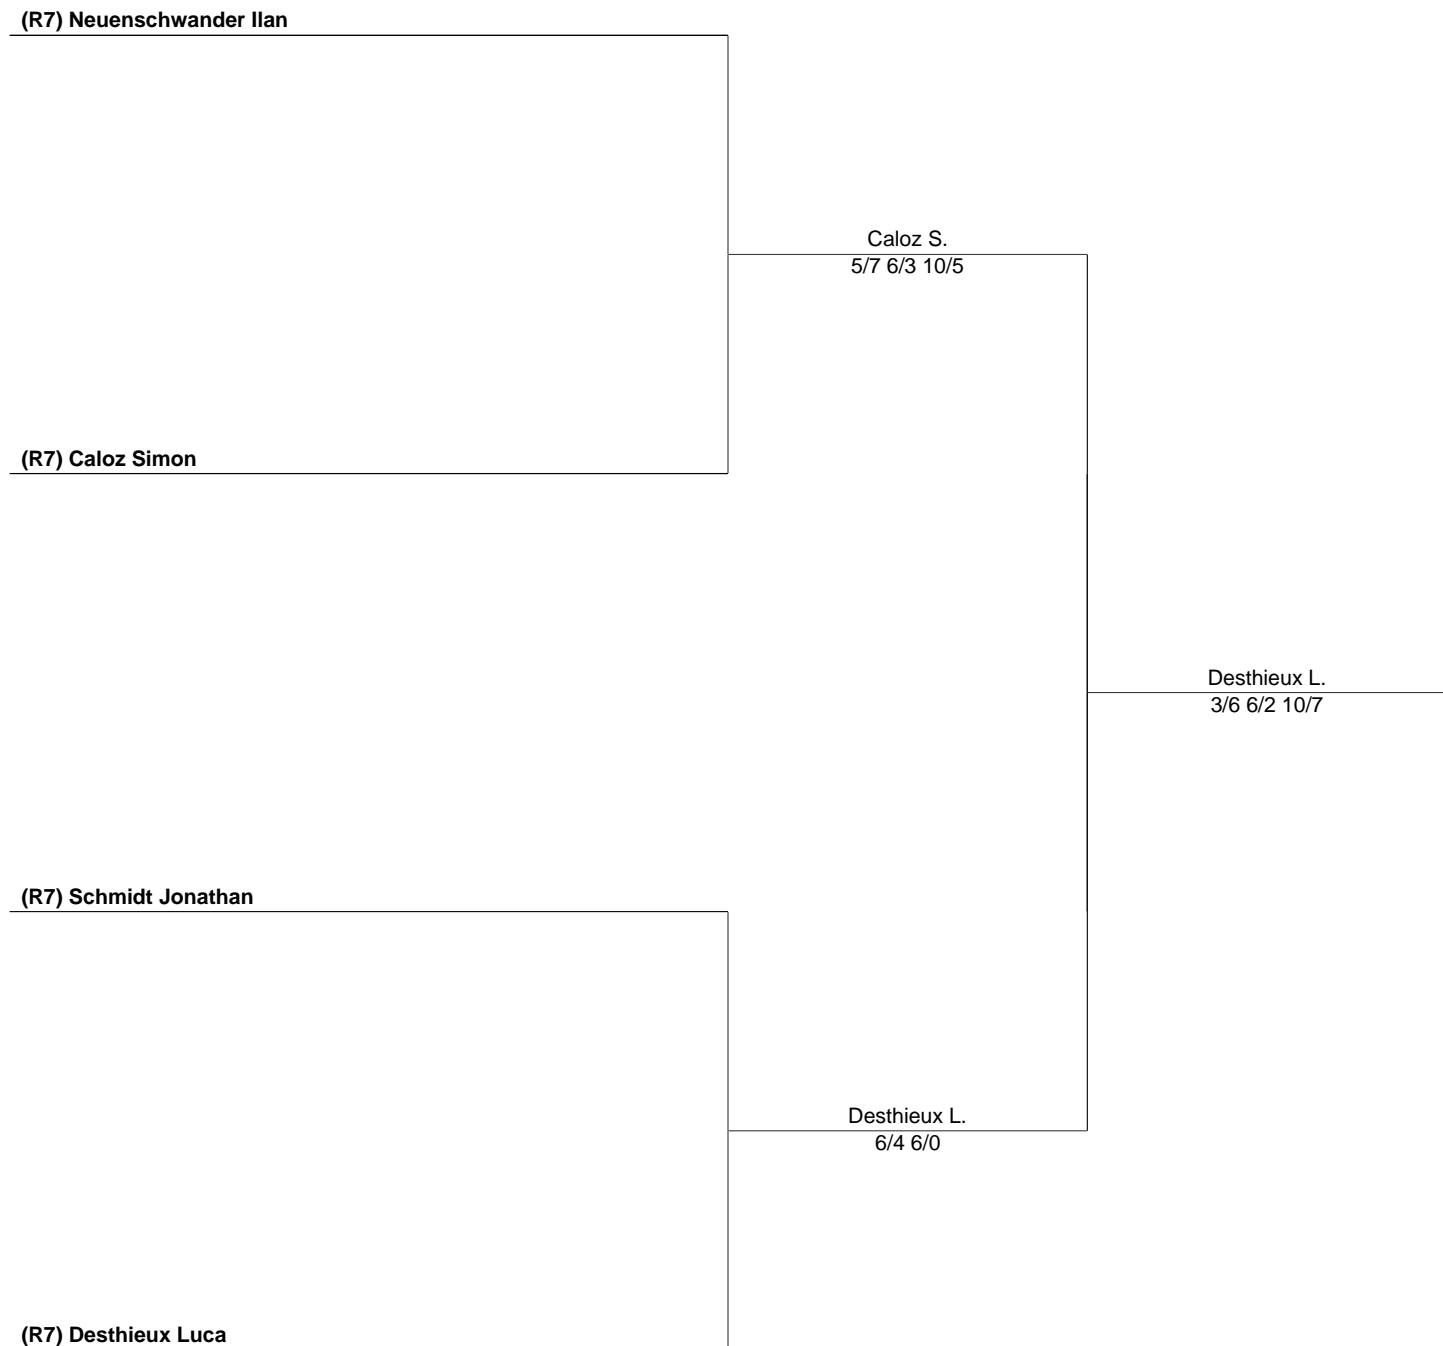 (R7) Neuenschwander Ilan
Caloz S.
5/7 6/3 10/5
(R7) Caloz Simon
Desthieux L.
3/6 6/2 10/7
(R7) Schmidt Jonathan
Desthieux L.
6/4 6/0
(R7) Desthieux Luca